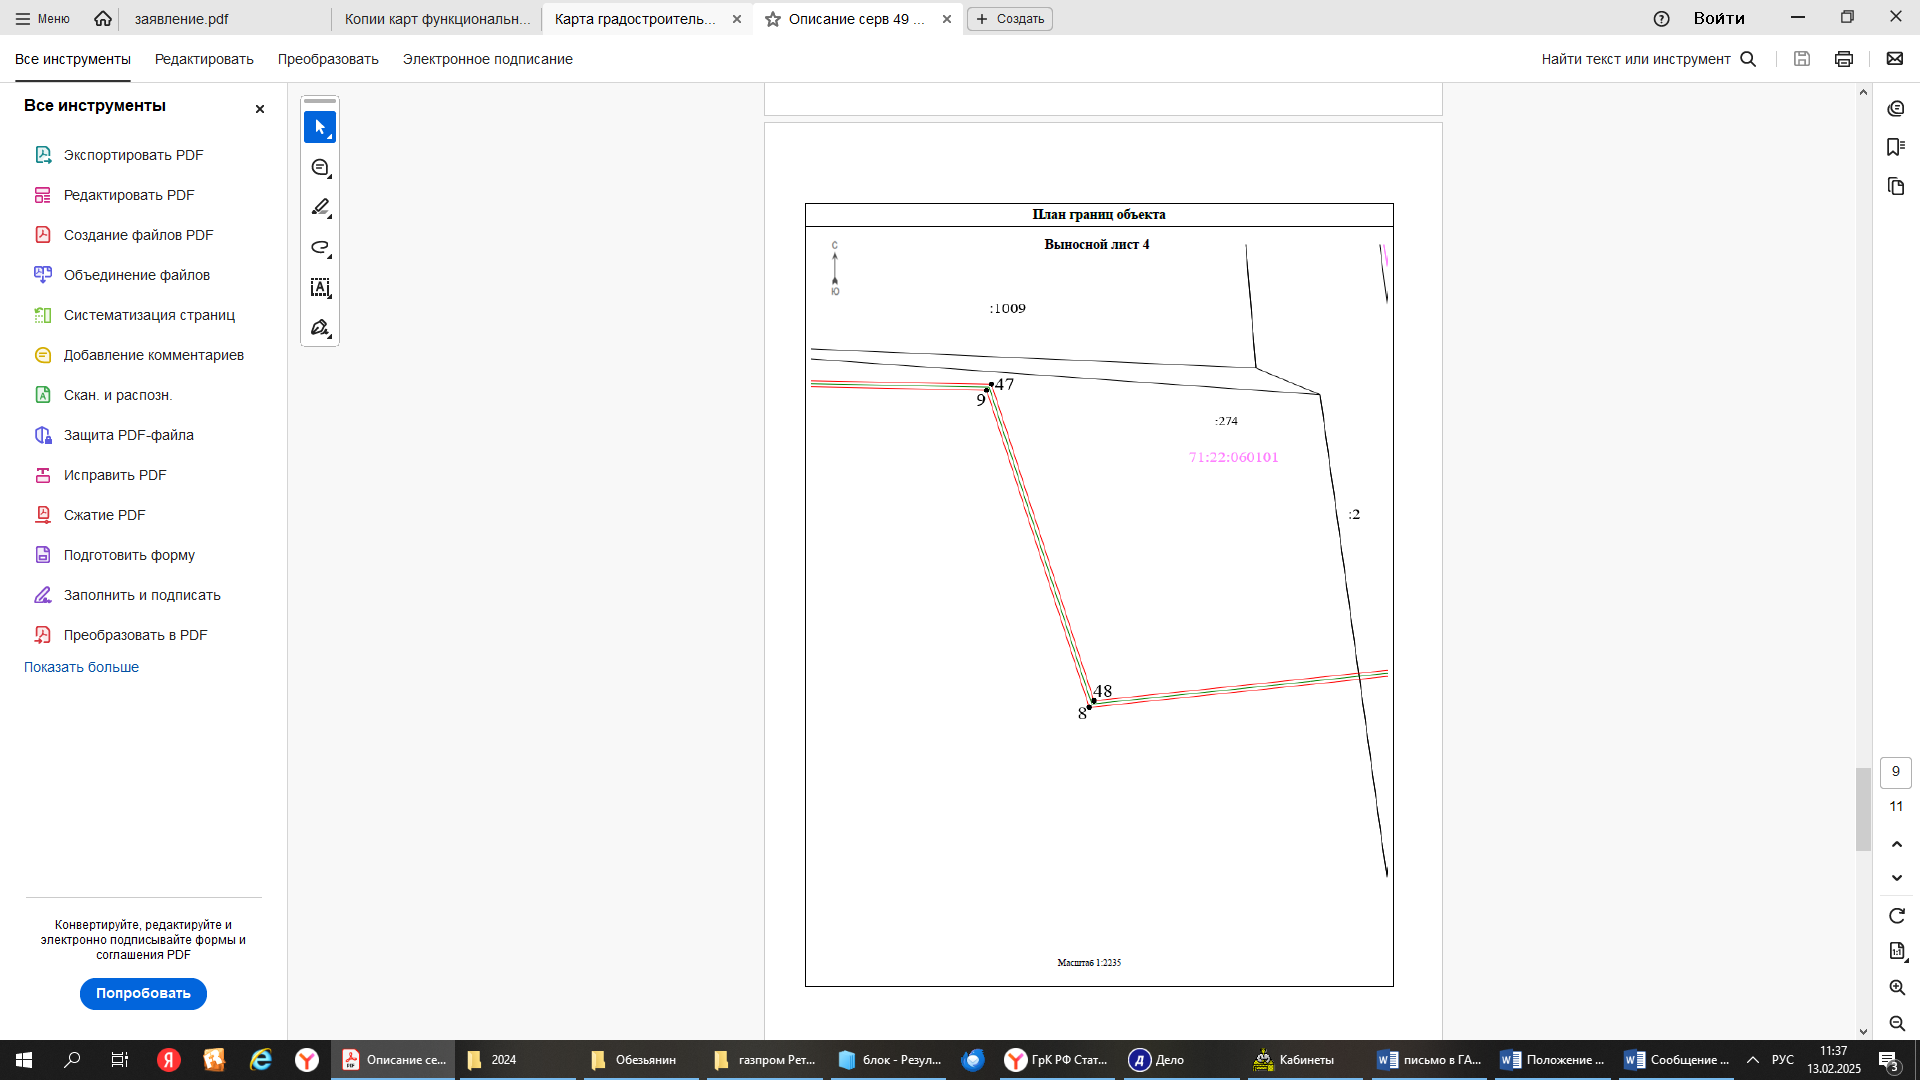 Меню
заявление.pdf
Копии карт функциональн...
Карта градостроитель...
Описание серв 49 ...
Создать
Войти
Все инструменты
Редактировать
Преобразовать
Электронное подписание
Найти текст или инструмент
Все инструменты
Экспортировать PDF
Редактировать PDF
Создание файлов PDF
Объединение файлов
Систематизация страниц
Добавление комментариев
Скан. и распозн.
Защита PDF-файла
Исправить PDF
Сжатие PDF
Подготовить форму
Заполнить и подписать
Преобразовать в PDF
Показать больше
Конвертируйте, редактируйте и
электронно подписывайте формы и
соглашения PDF
Попробовать
План границ объекта
Выносной лист 4
С
Ю
:1009
47
9
:274
71:22:060101
:2
48
8
Масштаб 1:2235
9
11
Описание се...
2024
Обезьянин
газпром Рет...
блок - Резул...
ГрК РФ Стат...
Дело
Кабинеты
письмо в ГА...
Положение ...
Сообщение ...
РУС
11:37
13.02.2025
3